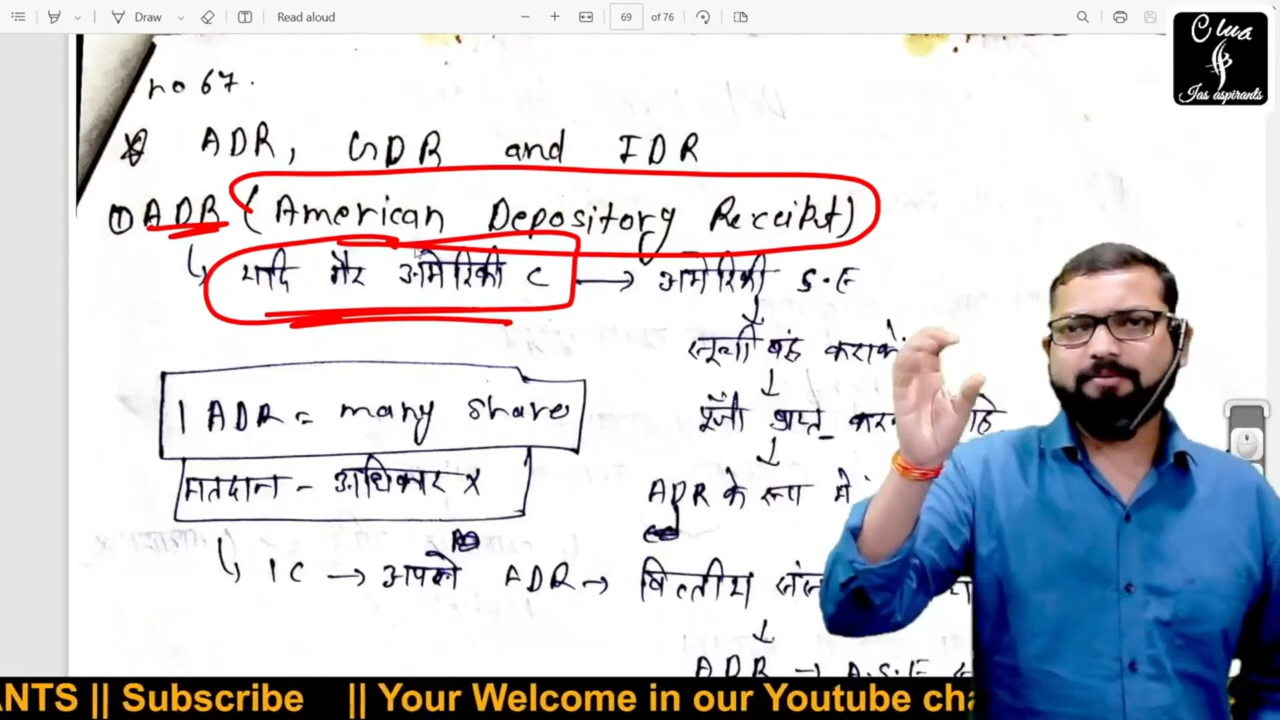 Draw
Read aloud
69 of 76
Clua
Ias aspirants
no 67.
ADR, GDR and IDR
① ADR (American Depository Receipt)
↳ यदि गैर अमेरिकी C → अमेरिकी S.E
↓
सूचीबद्ध कराके
↓
1 ADR = many share
पूँजी प्राप्त
↓
मतदान - अधिकार X
ADR के रूप में
↳ IC → आपको ADR → वित्तीय
↓
ADR → A.S.E
ANTS || Subscribe || Your Welcome in our Youtube cha